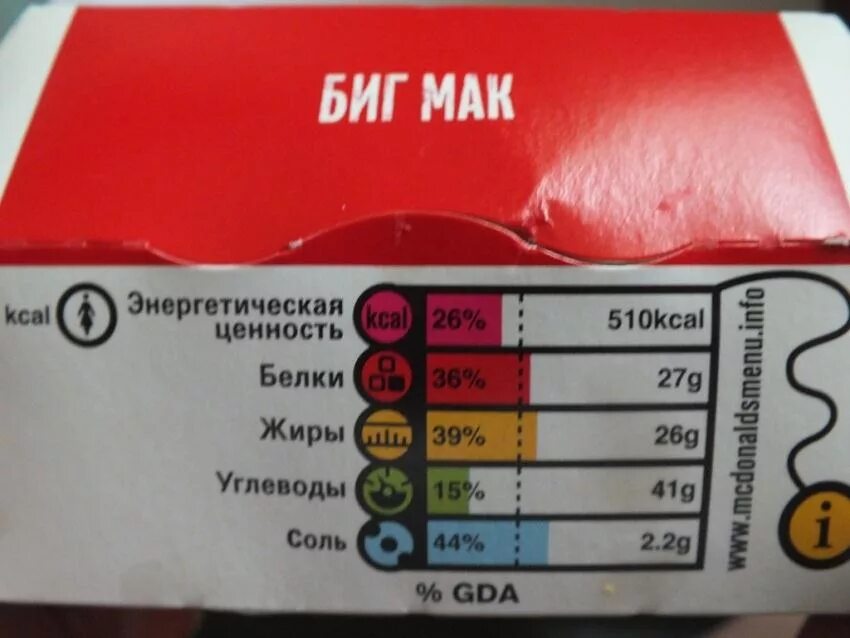 БИГ МАК
kcal
Энергетическая
ценность
kcal 26% 510kcal
Белки 36% 27g
Жиры 39% 26g
Углеводы 15% 41g
Соль 44% 2.2g
% GDA
www.mcdonaldsmenu.info
i